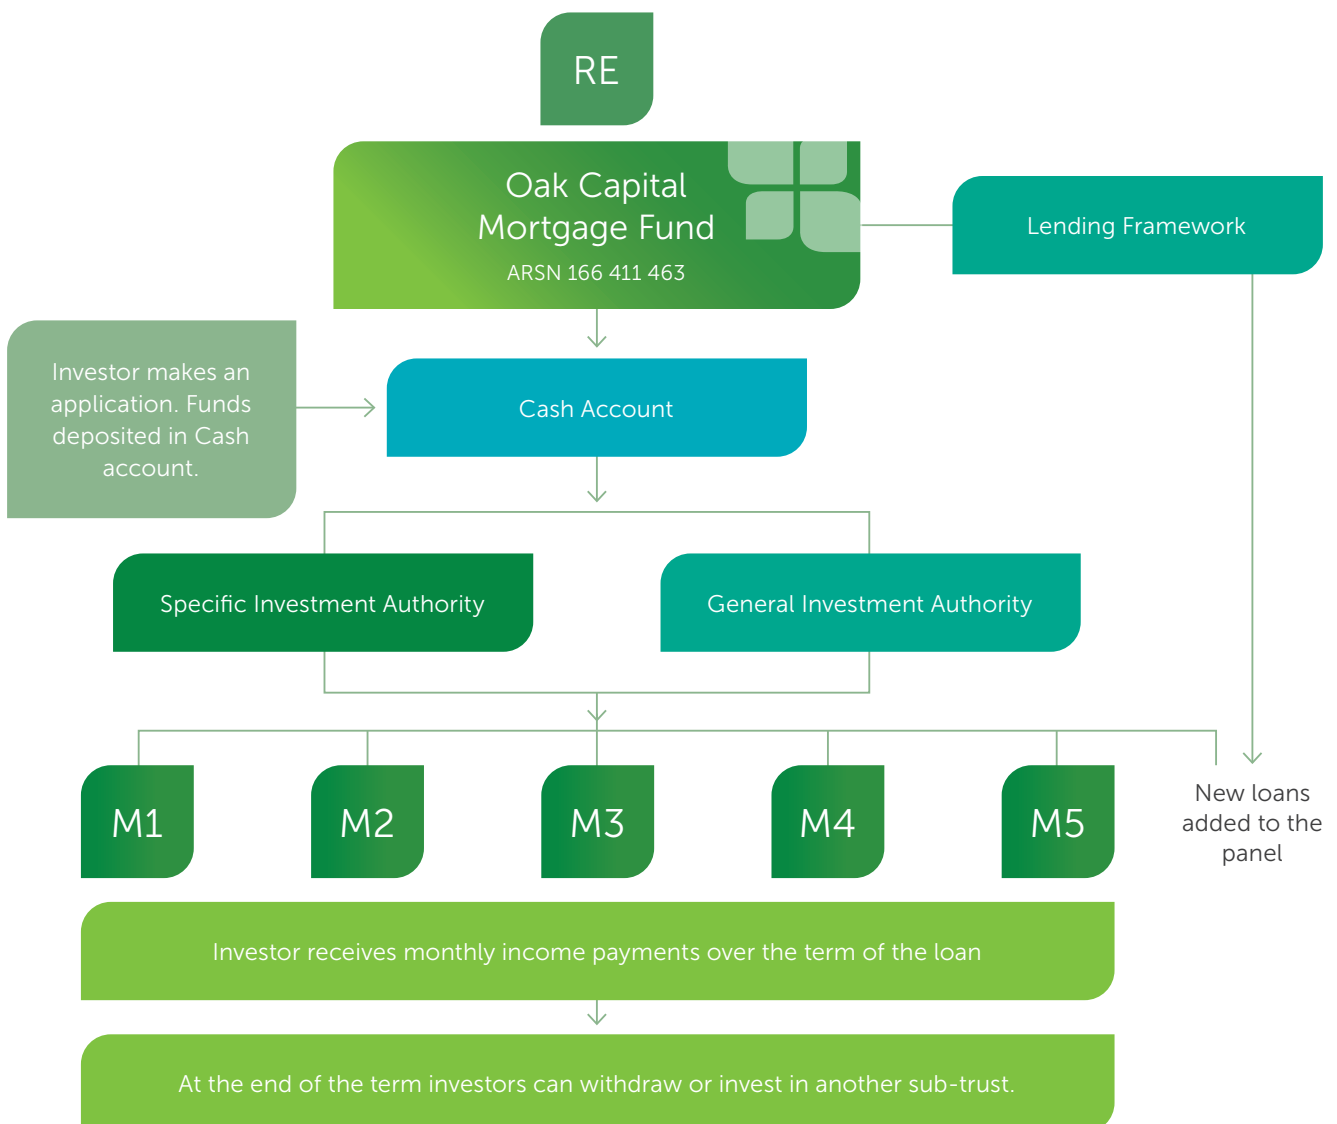 RE
Oak Capital
Mortgage Fund
ARSN 166 411 463
Lending Framework
Investor makes an
application. Funds
deposited in Cash
account.
Cash Account
Specific Investment Authority
General Investment Authority
M1
M2
M3
M4
M5
New loans
added to the
panel
Investor receives monthly income payments over the term of the loan
At the end of the term investors can withdraw or invest in another sub-trust.